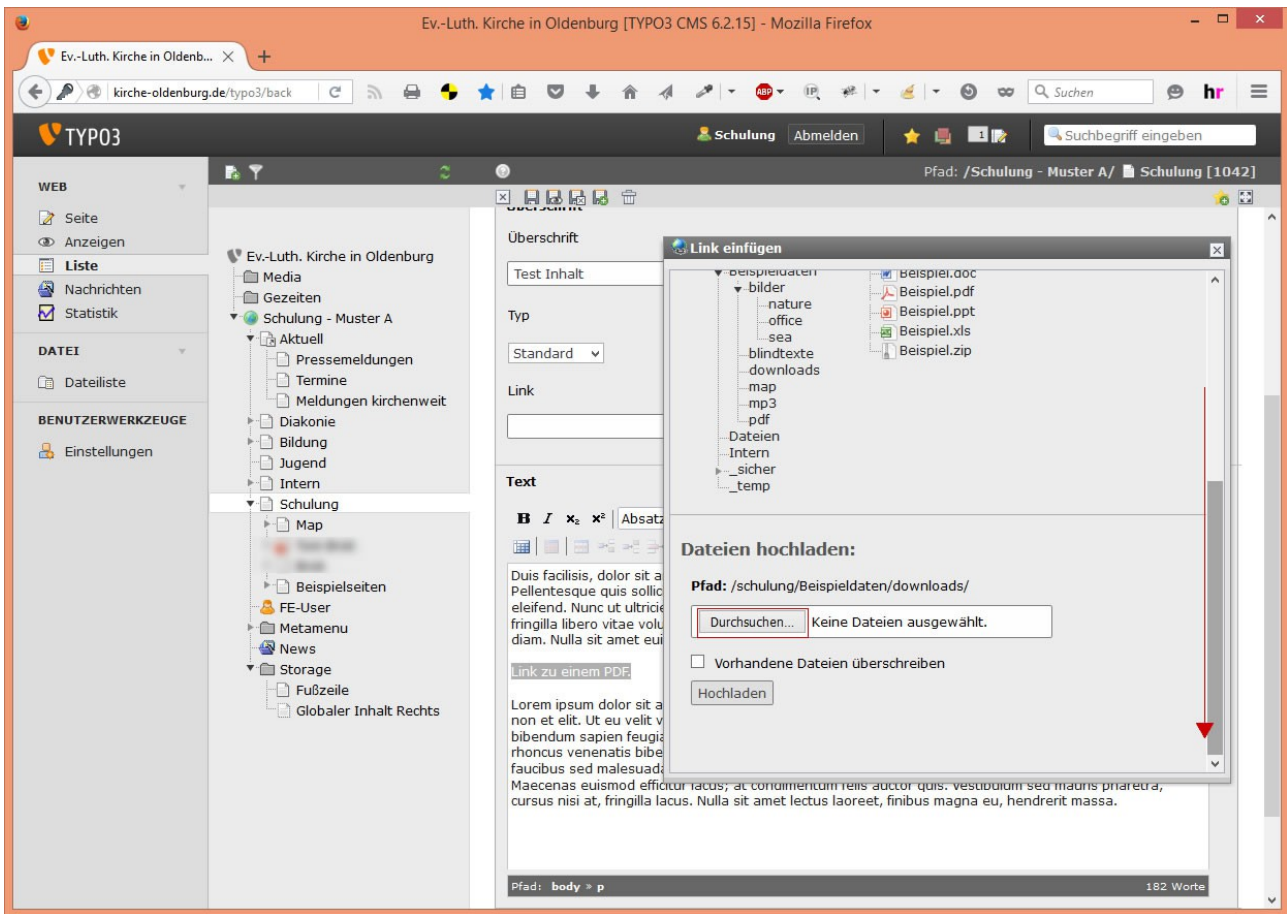 Ev.-Luth. Kirche in Oldenburg [TYPO3 CMS 6.2.15] - Mozilla Firefox
Ev.-Luth. Kirche in Oldenb...
kirche-oldenburg.de/typo3/back
ABP
IP
Suchen
hr
TYPO3
Schulung
Abmelden
1
Suchbegriff eingeben
Pfad: /Schulung - Muster A/ Schulung [1042]
WEB
Seite
Anzeigen
Liste
Nachrichten
Statistik
DATEI
Dateiliste
BENUTZERWERKZEUGE
Einstellungen
Ev.-Luth. Kirche in Oldenburg
Media
Gezeiten
Schulung - Muster A
Aktuell
Pressemeldungen
Termine
Meldungen kirchenweit
Diakonie
Bildung
Jugend
Intern
Schulung
Map
Beispielseiten
FE-User
Metamenu
News
Storage
Fußzeile
Globaler Inhalt Rechts
Überschrift
Überschrift
Test Inhalt
Typ
Standard
Link
Text
B I x₂ x² Absatz
Duis facilisis, dolor sit a
Pellentesque quis sollic
eleifend. Nunc ut ultricie
fringilla libero vitae volu
diam. Nulla sit amet eui
Link zu einem PDF.
Lorem ipsum dolor sit a
non et elit. Ut eu velit v
bibendum sapien feugia
rhoncus venenatis bibe
faucibus sed malesuada
Maecenas euismod efficitur lacus, at condimentum felis auctor quis. Vestibulum sed mauris pharetra,
cursus nisi at, fringilla lacus. Nulla sit amet lectus laoreet, finibus magna eu, hendrerit massa.
Pfad: body » p
182 Worte
Link einfügen
Beispieldaten
bilder
nature
office
sea
blindtexte
downloads
map
mp3
pdf
Dateien
Intern
_sicher
_temp
Beispiel.doc
Beispiel.pdf
Beispiel.ppt
Beispiel.xls
Beispiel.zip
Dateien hochladen:
Pfad: /schulung/Beispieldaten/downloads/
Durchsuchen... Keine Dateien ausgewählt.
Vorhandene Dateien überschreiben
Hochladen